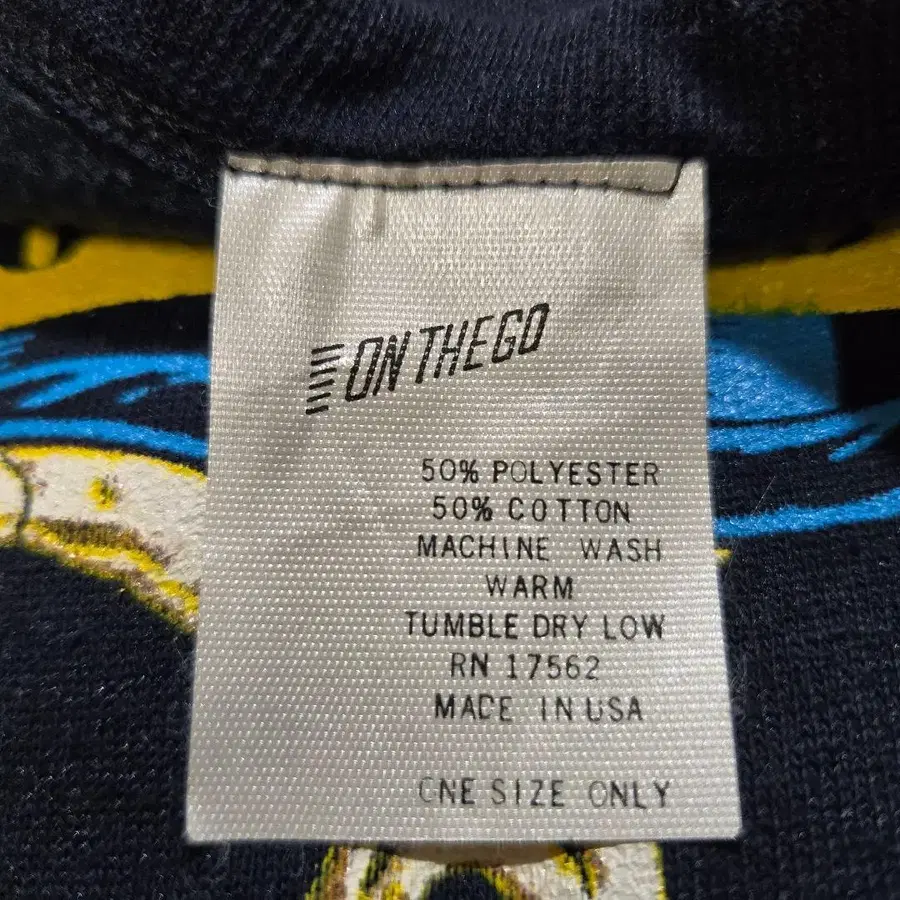 ON THE GO
50% POLYESTER
50% COTTON
MACHINE WASH
WARM
TUMBLE DRY LOW
RN 17562
MADE IN USA
ONE SIZE ONLY